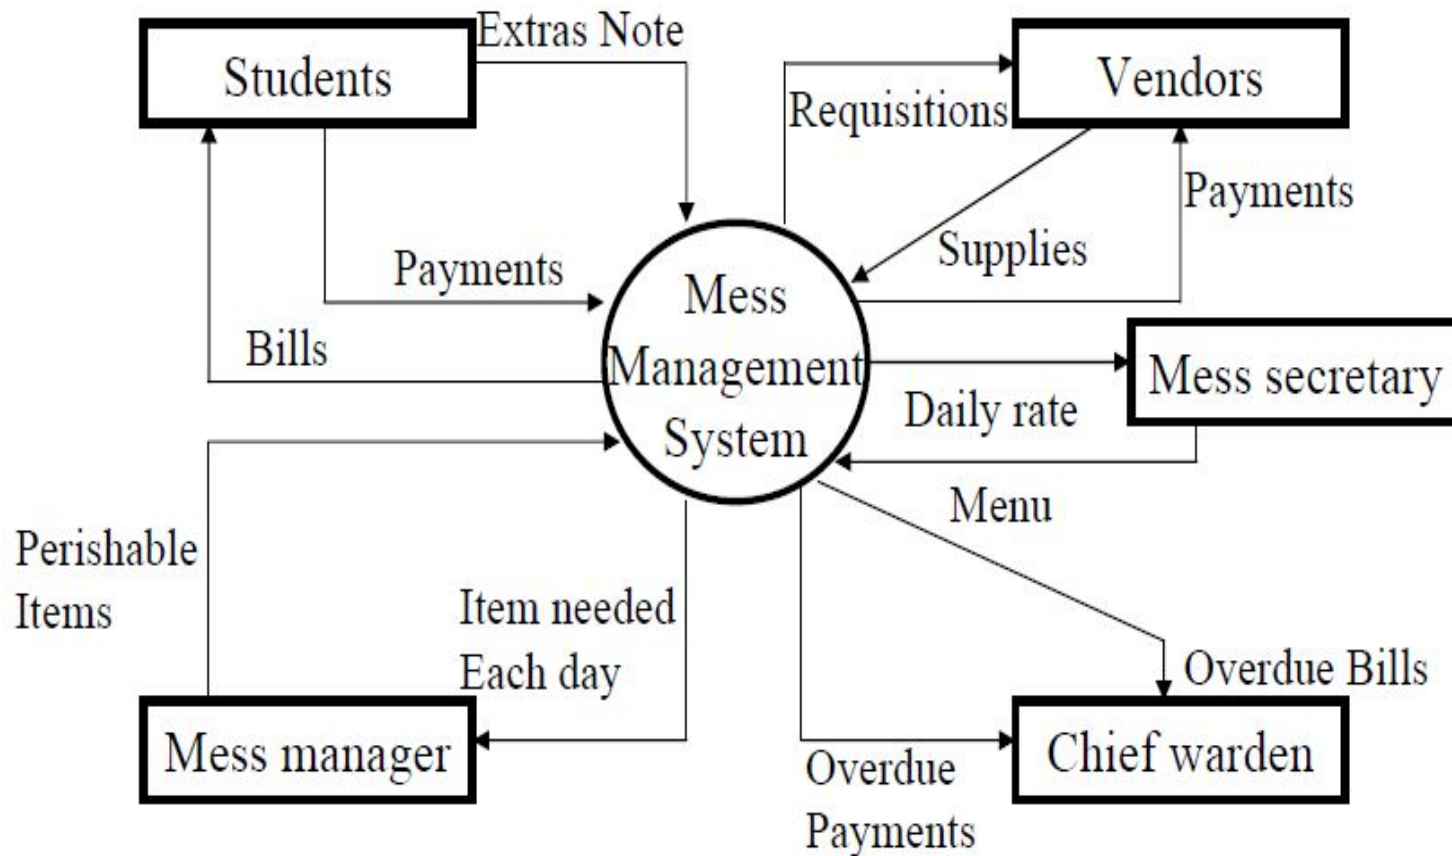 Extras Note
Students
Vendors
Requisitions
Payments
Supplies
Payments
Mess
Management
System
Bills
Mess secretary
Daily rate
Menu
Perishable
Items
Item needed
Each day
Overdue Bills
Mess manager
Chief warden
Overdue
Payments